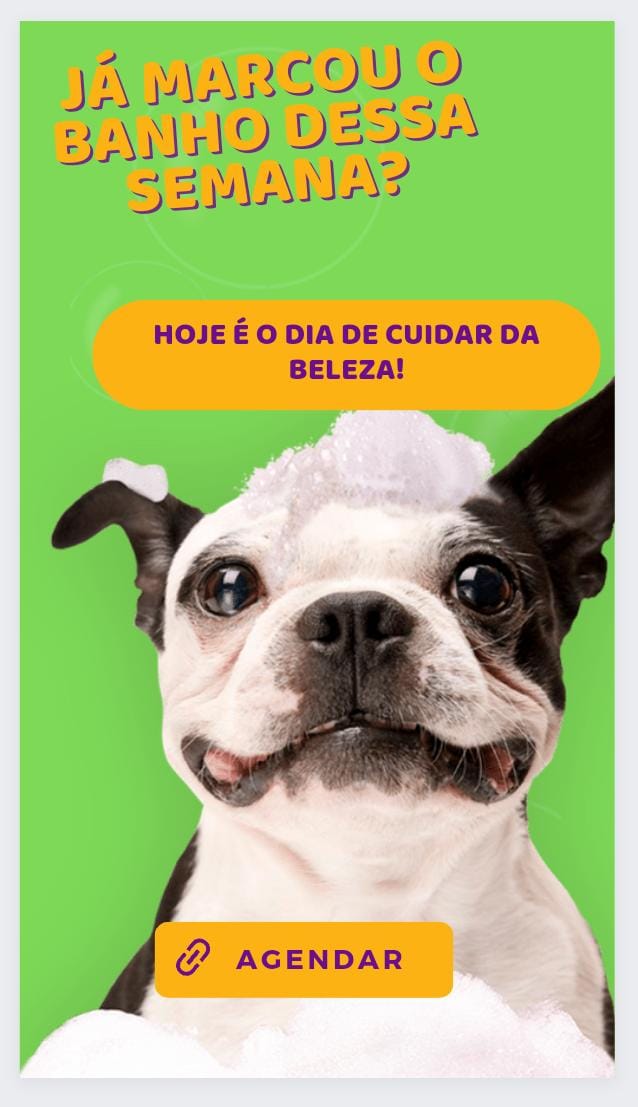 JÁ MARCOU O
BANHO DESSA
SEMANA?
HOJE É O DIA DE CUIDAR DA
BELEZA!
AGENDAR